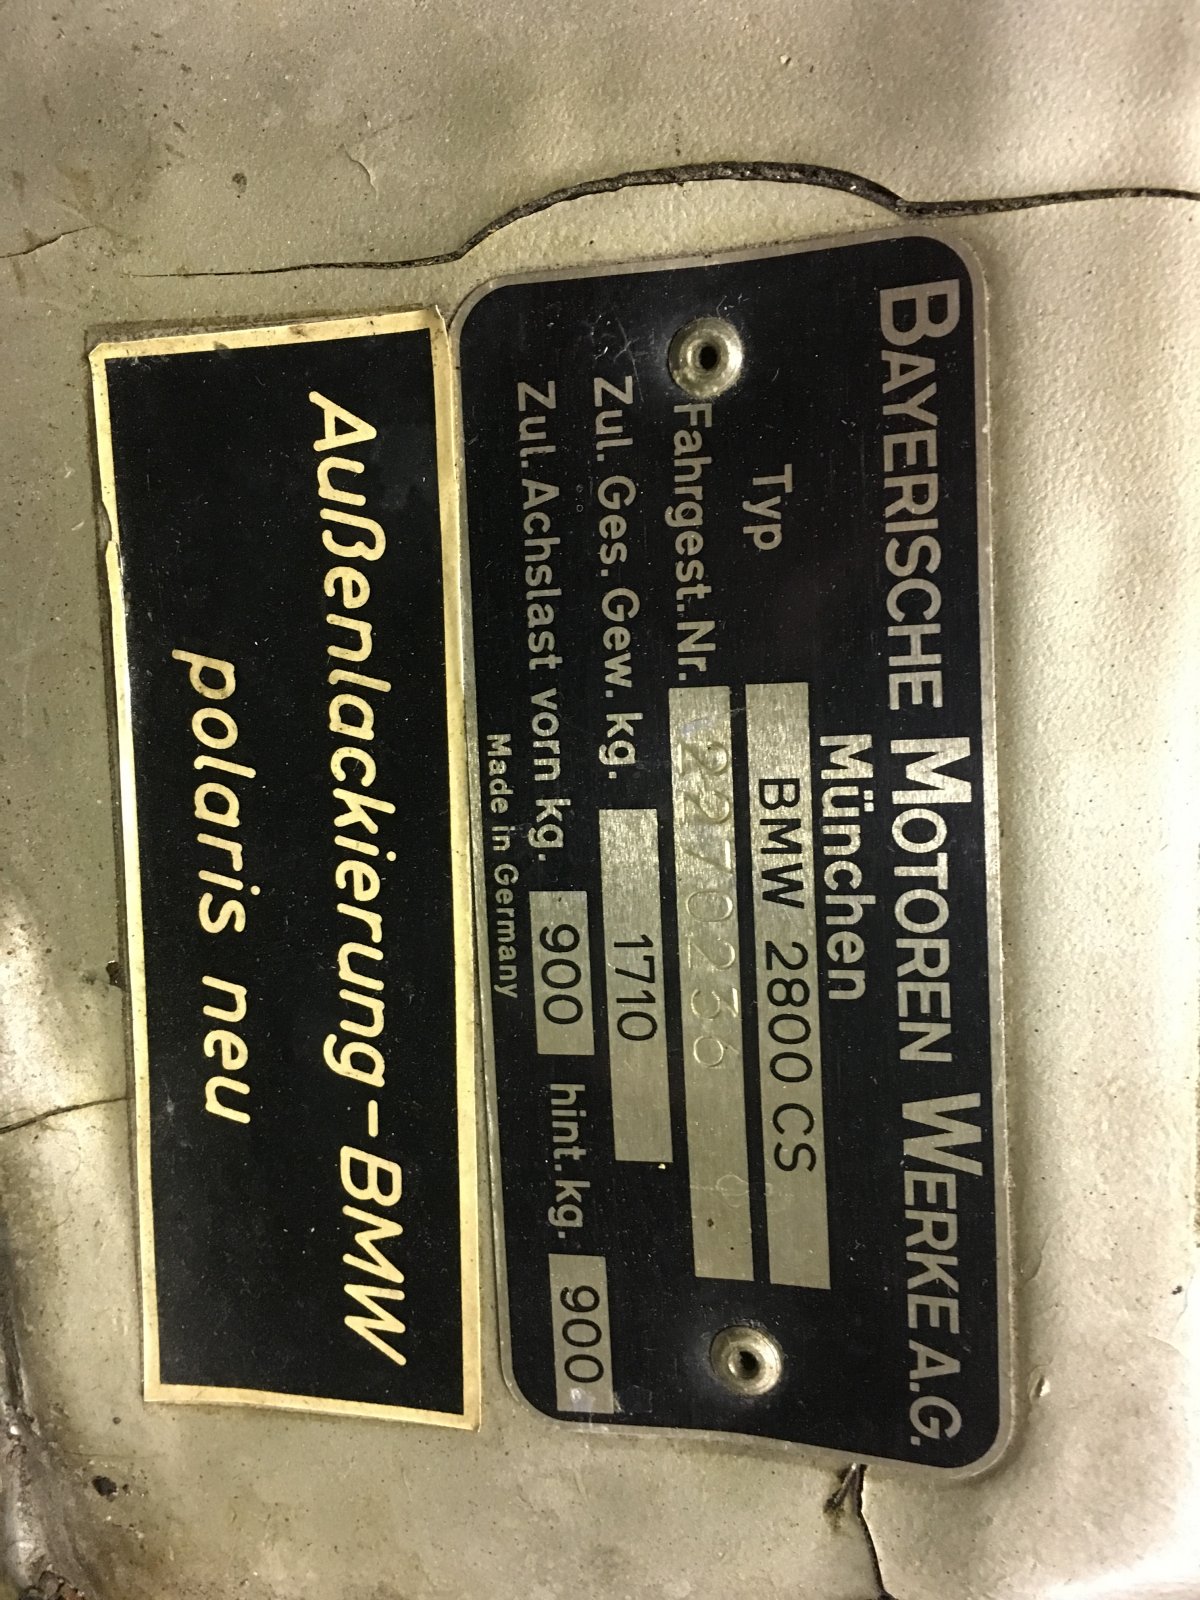 BAYERISCHE MOTOREN WERKE A.G.
München
Typ BMW 2800 CS
Fahrgest. Nr. 2270236
Zul. Ges. Gew. kg. 1710
Zul. Achslast vorn kg. 900 hint. kg. 900
Made in Germany
Außenlackierung-BMW
polaris neu